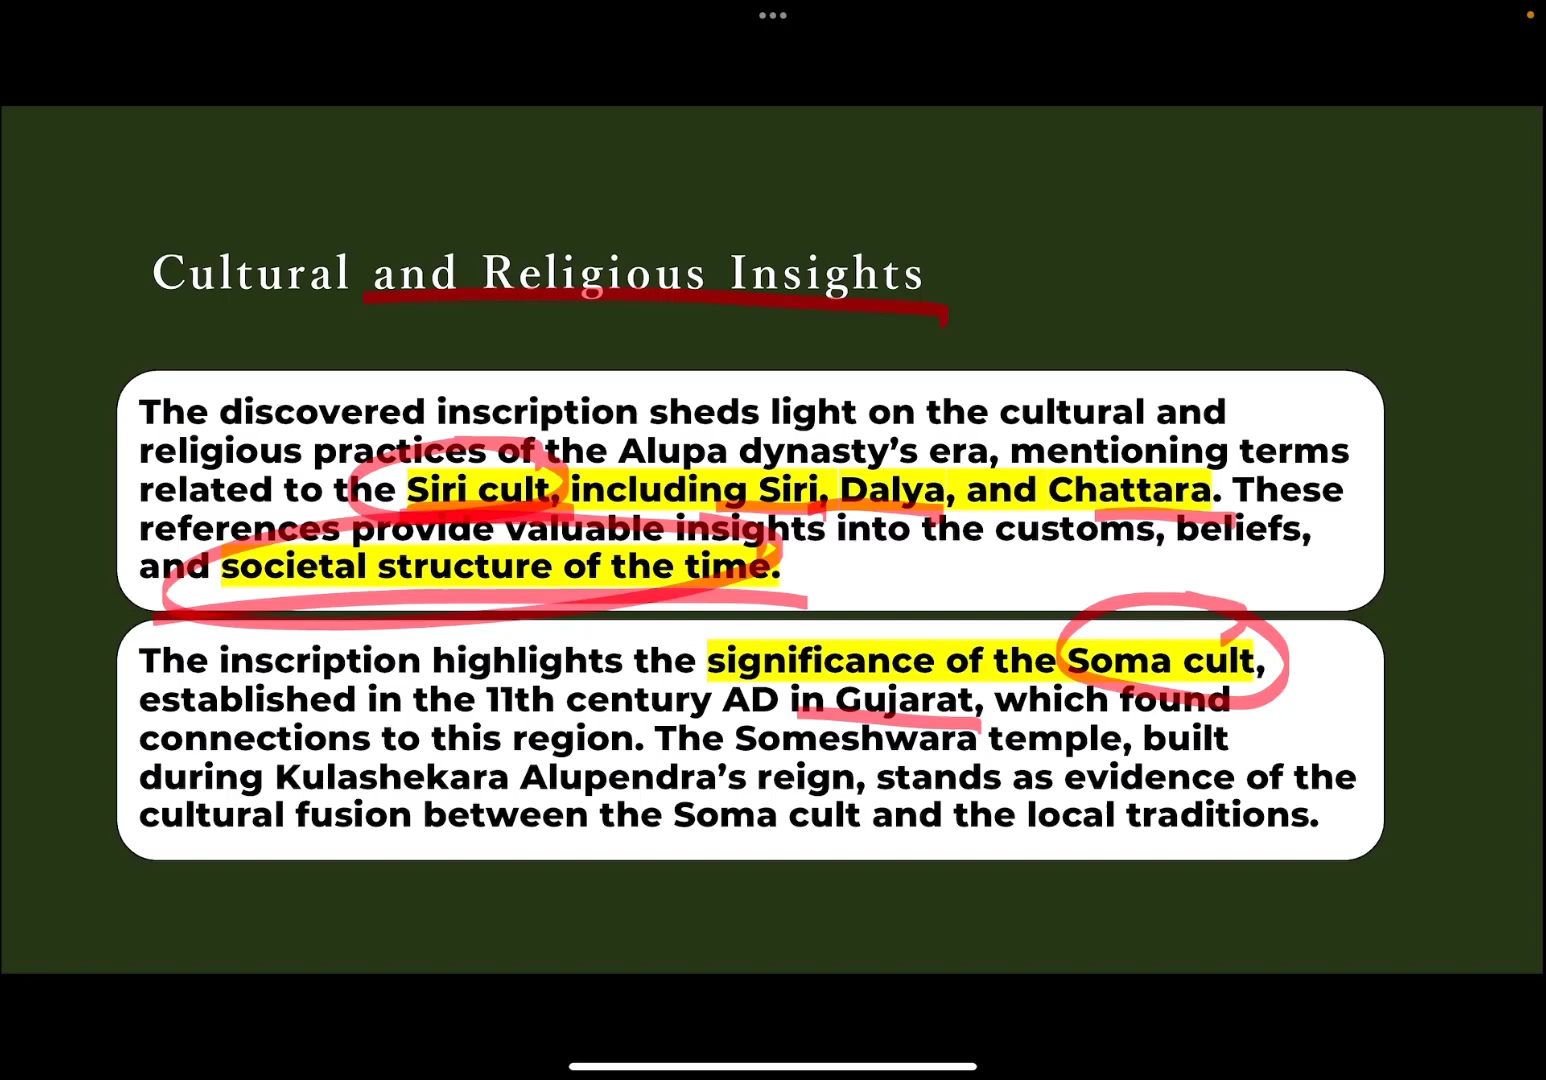 Cultural and Religious Insights
The discovered inscription sheds light on the cultural and
religious practices of the Alupa dynasty’s era, mentioning terms
related to the Siri cult, including Siri, Dalya, and Chattara. These
references provide valuable insights into the customs, beliefs,
and societal structure of the time.
The inscription highlights the significance of the Soma cult,
established in the 11th century AD in Gujarat, which found
connections to this region. The Someshwara temple, built
during Kulashekara Alupendra’s reign, stands as evidence of the
cultural fusion between the Soma cult and the local traditions.